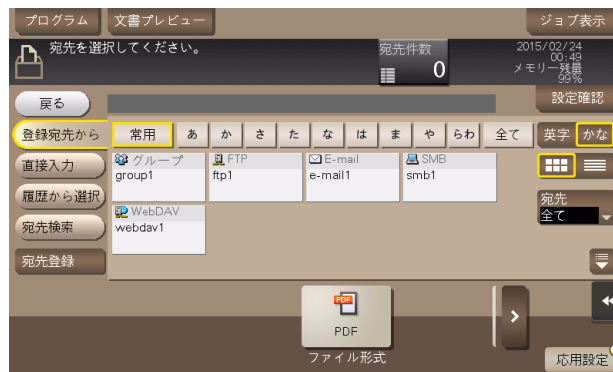 プログラム
文書プレビュー
ジョブ表示
宛先を選択してください。
宛先件数
0
2015/02/24
00:49
メモリー残量
99%
戻る
設定確認
登録宛先から
常用
あ
か
さ
た
な
は
ま
や
らわ
全て
英字
かな
直接入力
グループ
group1
FTP
ftp1
E-mail
e-mail1
SMB
smb1
履歴から選択
宛先
全て
宛先検索
WebDAV
webdav1
宛先登録
PDF
PDF
ファイル形式
応用設定